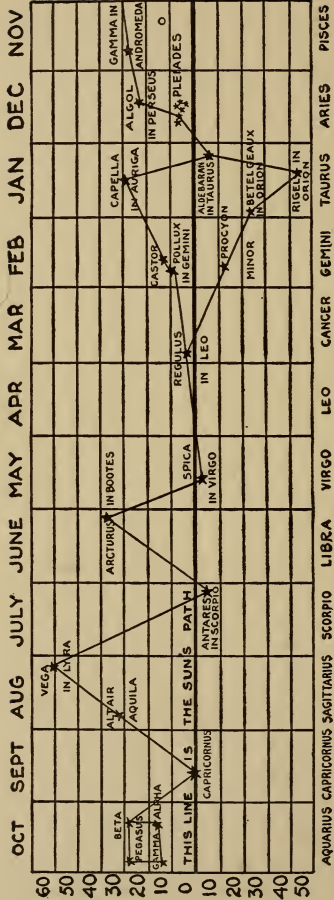 OCT SEPT AUG JULY JUNE MAY APR MAR FEB JAN DEC NOV
60
50
40
30
20
10
0
10
20
30
40
50
VEGA
IN LYRA
ARCTURUS IN BOOTES
ALTAIR
AQUILA
BETA
PEGASUS
GAMMA ALPHA
CAPELLA
IN AURIGA
GAMMA IN
ANDROMEDA
ALGOL
IN PERSEUS
PLEIADES
CASTOR
POLLUX
IN GEMINI
REGULUS
IN LEO
SPICA
IN VIRGO
THIS LINE IS THE SUN'S PATH
CAPRICORNUS
ANTARES
IN SCORPIO
ALDEBARAN
IN TAURUS
PROCYON
MINOR
BETELGEAUX
IN ORION
RIGEL IN
ORION
AQUARIUS CAPRICORNUS SAGITTARIUS SCORPIO LIBRA VIRGO LEO CANCER GEMINI TAURUS ARIES PISCES